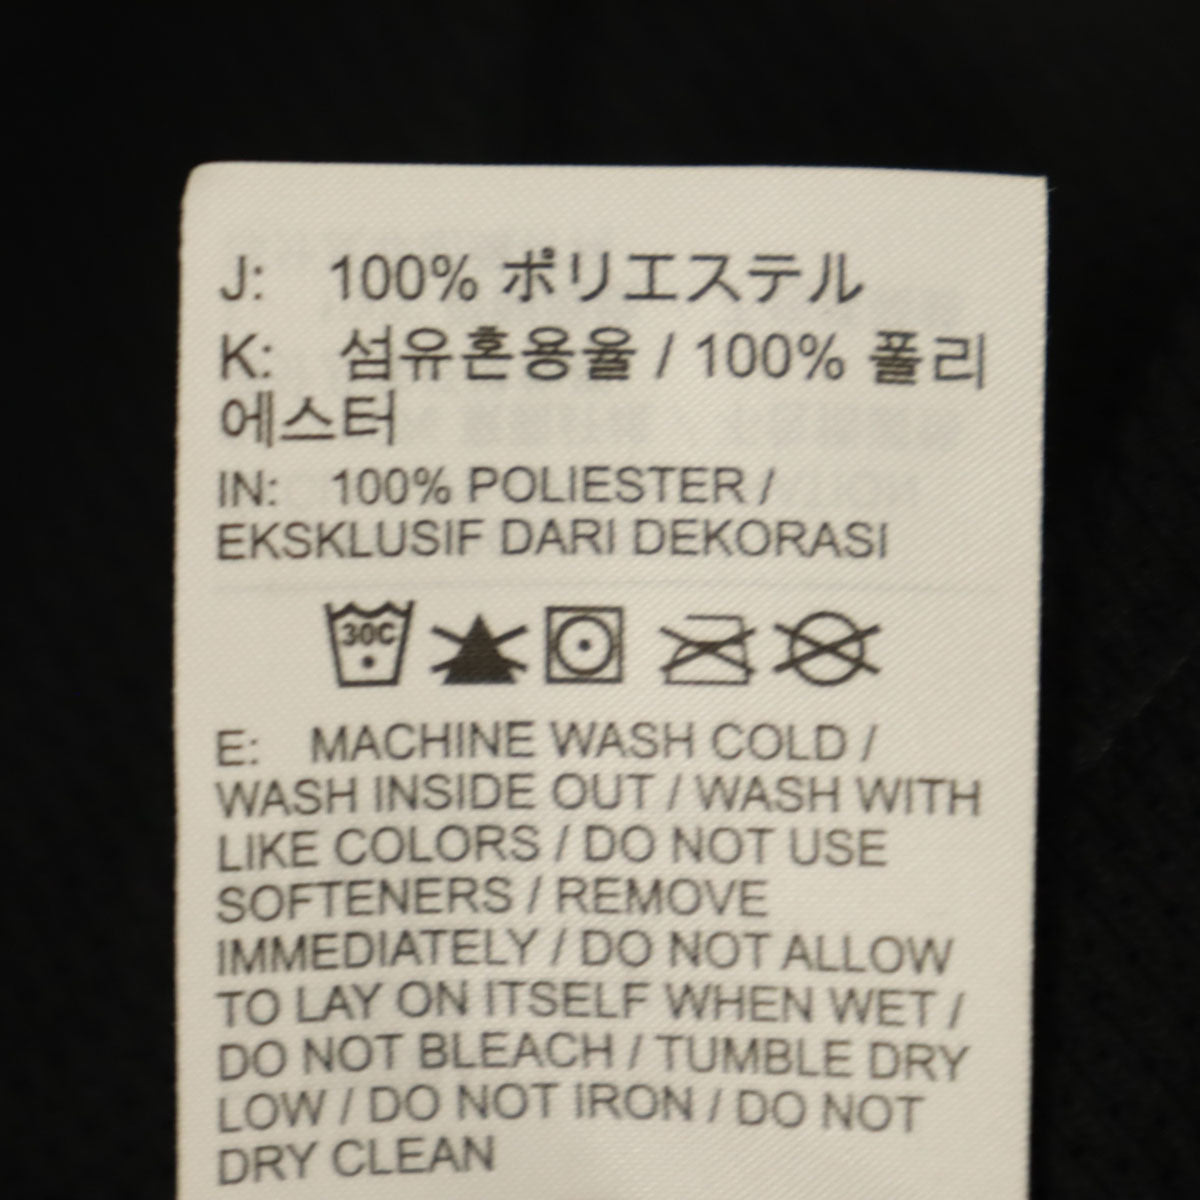 J: 100% ポリエステル
K: 섬유혼용율 / 100% 폴리
에스터
IN: 100% POLIESTER /
EKSKLUSIF DARI DEKORASI
30C
E: MACHINE WASH COLD /
WASH INSIDE OUT / WASH WITH
LIKE COLORS / DO NOT USE
SOFTENERS / REMOVE
IMMEDIATELY / DO NOT ALLOW
TO LAY ON ITSELF WHEN WET /
DO NOT BLEACH / TUMBLE DRY
LOW / DO NOT IRON / DO NOT
DRY CLEAN